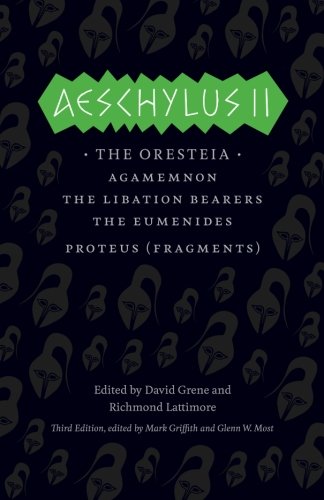 AESCHYLUS II
· THE ORESTEIA ·
AGAMEMNON
THE LIBATION BEARERS
THE EUMENIDES
PROTEUS (FRAGMENTS)
Edited by David Grene and
Richmond Lattimore
Third Edition, edited by Mark Griffith and Glenn W. Most